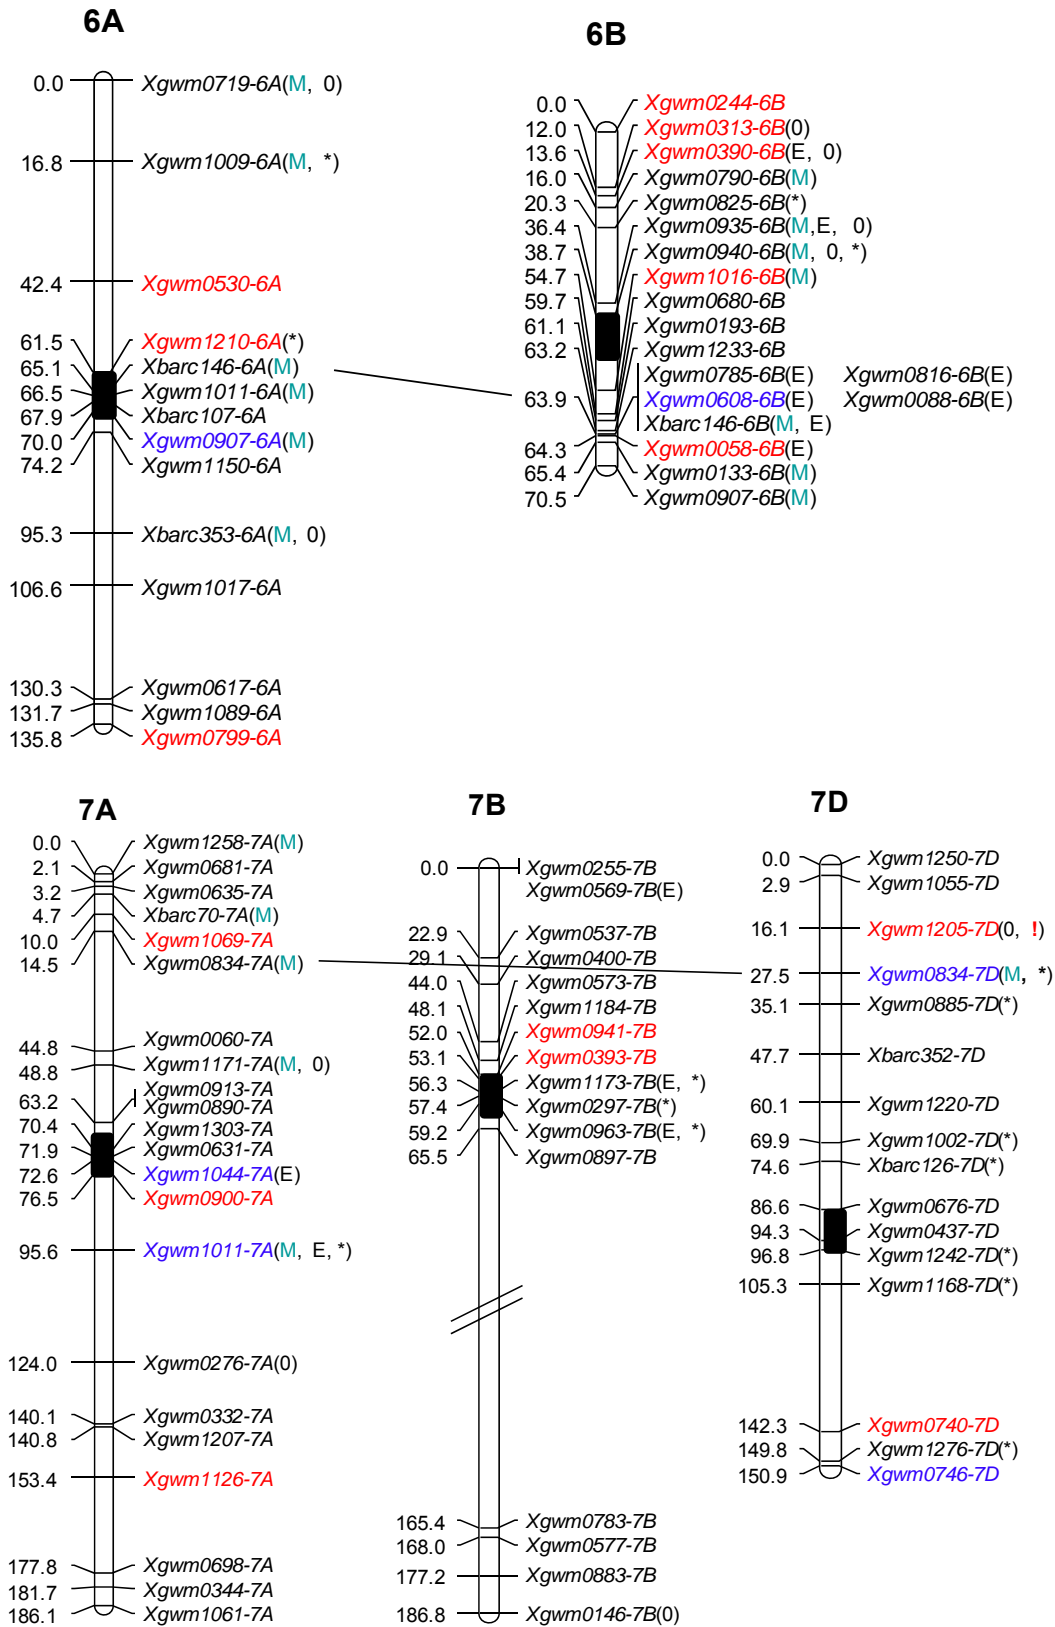 6A
0.0 Xgwm0719-6A(M, 0)
16.8 Xgwm1009-6A(M, *)
42.4 Xgwm0530-6A
61.5 Xgwm1210-6A(*)
65.1 Xbarc146-6A(M)
66.5 Xgwm1011-6A(M)
67.9 Xbarc107-6A
70.0 Xgwm0907-6A(M)
74.2 Xgwm1150-6A
95.3 Xbarc353-6A(M, 0)
106.6 Xgwm1017-6A
130.3 Xgwm0617-6A
131.7 Xgwm1089-6A
135.8 Xgwm0799-6A
6B
0.0 Xgwm0244-6B
12.0 Xgwm0313-6B(0)
13.6 Xgwm0390-6B(E, 0)
16.0 Xgwm0790-6B(M)
20.3 Xgwm0825-6B(*)
36.4 Xgwm0935-6B(M,E, 0)
38.7 Xgwm0940-6B(M, 0, *)
54.7 Xgwm1016-6B(M)
59.7 Xgwm0680-6B
61.1 Xgwm0193-6B
63.2 Xgwm1233-6B
Xgwm0785-6B(E) Xgwm0816-6B(E)
63.9 Xgwm0608-6B(E) Xgwm0088-6B(E)
Xbarc146-6B(M, E)
64.3 Xgwm0058-6B(E)
65.4 Xgwm0133-6B(M)
70.5 Xgwm0907-6B(M)
7A
0.0 Xgwm1258-7A(M)
2.1 Xgwm0681-7A
3.2 Xgwm0635-7A
4.7 Xbarc70-7A(M)
10.0 Xgwm1069-7A
14.5 Xgwm0834-7A(M)
44.8 Xgwm0060-7A
48.8 Xgwm1171-7A(M, 0)
Xgwm0913-7A
63.2 Xgwm0890-7A
70.4 Xgwm1303-7A
71.9 Xgwm0631-7A
72.6 Xgwm1044-7A(E)
76.5 Xgwm0900-7A
95.6 Xgwm1011-7A(M, E, *)
124.0 Xgwm0276-7A(0)
140.1 Xgwm0332-7A
140.8 Xgwm1207-7A
153.4 Xgwm1126-7A
177.8 Xgwm0698-7A
181.7 Xgwm0344-7A
186.1 Xgwm1061-7A
7B
0.0 Xgwm0255-7B
Xgwm0569-7B(E)
22.9 Xgwm0537-7B
29.1 Xgwm0400-7B
44.0 Xgwm0573-7B
48.1 Xgwm1184-7B
52.0 Xgwm0941-7B
53.1 Xgwm0393-7B
56.3 Xgwm1173-7B(E, *)
57.4 Xgwm0297-7B(*)
59.2 Xgwm0963-7B(E, *)
65.5 Xgwm0897-7B
165.4 Xgwm0783-7B
168.0 Xgwm0577-7B
177.2 Xgwm0883-7B
186.8 Xgwm0146-7B(0)
7D
0.0 Xgwm1250-7D
2.9 Xgwm1055-7D
16.1 Xgwm1205-7D(0, !)
27.5 Xgwm0834-7D(M, *)
35.1 Xgwm0885-7D(*)
47.7 Xbarc352-7D
60.1 Xgwm1220-7D
69.9 Xgwm1002-7D(*)
74.6 Xbarc126-7D(*)
86.6 Xgwm0676-7D
94.3 Xgwm0437-7D
96.8 Xgwm1242-7D(*)
105.3 Xgwm1168-7D(*)
142.3 Xgwm0740-7D
149.8 Xgwm1276-7D(*)
150.9 Xgwm0746-7D